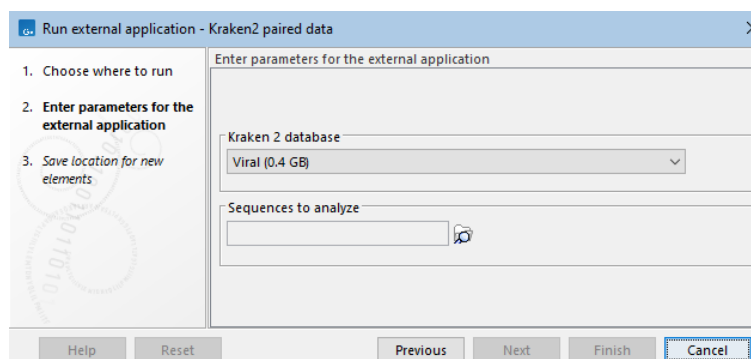 Run external application - Kraken2 paired data
1. Choose where to run
2. Enter parameters for the
external application
3. Save location for new
elements
Enter parameters for the external application
Kraken 2 database
Viral (0.4 GB)
Sequences to analyze
Help
Reset
Previous
Next
Finish
Cancel